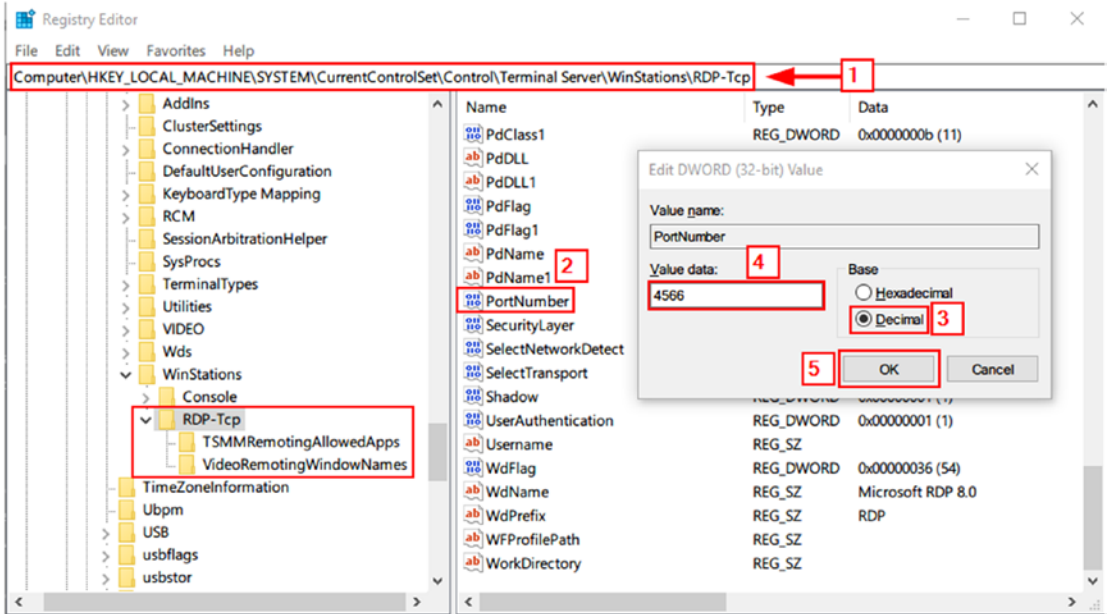 Registry Editor
File Edit View Favorites Help
Computer\HKEY_LOCAL_MACHINE\SYSTEM\CurrentControlSet\Control\Terminal Server\WinStations\RDP-Tcp
1
AddIns
ClusterSettings
ConnectionHandler
DefaultUserConfiguration
KeyboardType Mapping
RCM
SessionArbitrationHelper
SysProcs
TerminalTypes
Utilities
VIDEO
Wds
WinStations
Console
RDP-Tcp
TSMMRemotingAllowedApps
VideoRemotingWindowNames
TimeZoneInformation
Ubpm
USB
usbflags
usbstor
Name Type Data
PdClass1 REG_DWORD 0x0000000b (11)
PdDLL
PdDLL1
PdFlag
PdFlag1
PdName
PdName1
2
PortNumber
SecurityLayer
SelectNetworkDetect
SelectTransport
Shadow REG_DWORD 0x00000001 (1)
UserAuthentication REG_DWORD 0x00000001 (1)
Username REG_SZ
WdFlag REG_DWORD 0x00000036 (54)
WdName REG_SZ Microsoft RDP 8.0
WdPrefix REG_SZ RDP
WFProfilePath REG_SZ
WorkDirectory REG_SZ
Edit DWORD (32-bit) Value
Value name:
PortNumber
Value data:
4
4566
Base
Hexadecimal
Decimal
3
5
OK Cancel